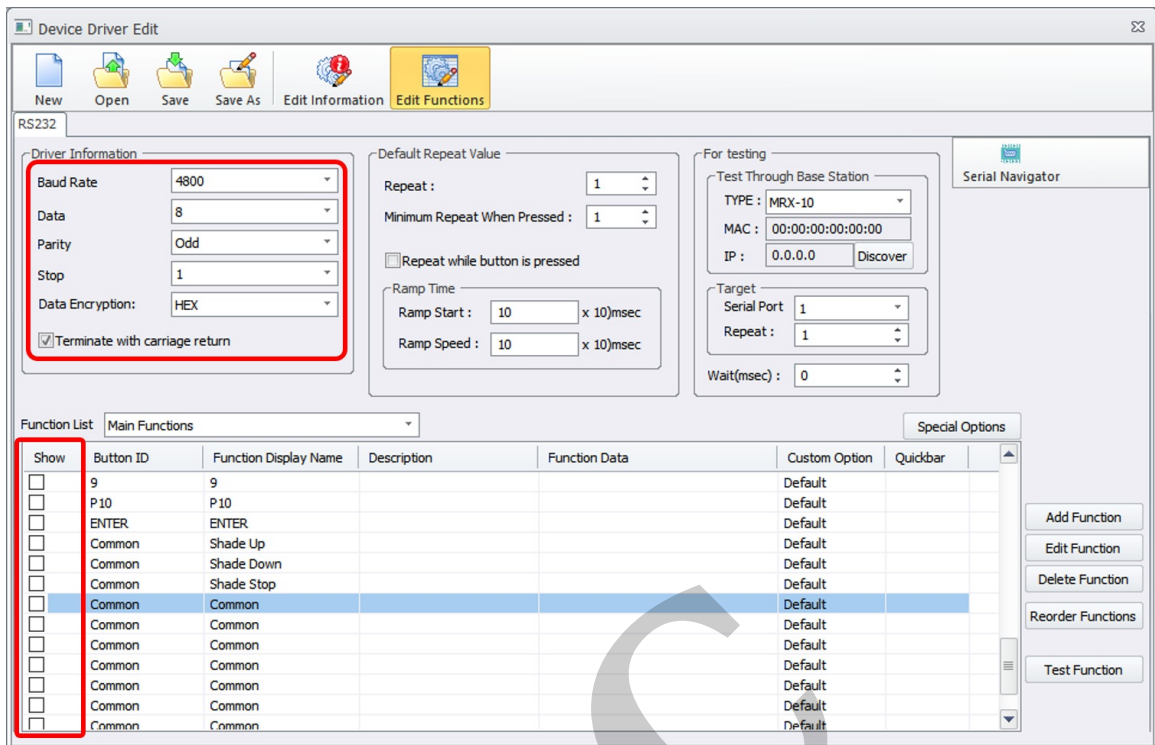 Device Driver Edit
New Open Save Save As Edit Information Edit Functions
RS232
Driver Information
Baud Rate 4800
Data 8
Parity Odd
Stop 1
Data Encryption: HEX
Terminate with carriage return
Default Repeat Value
Repeat : 1
Minimum Repeat When Pressed : 1
Repeat while button is pressed
Ramp Time
Ramp Start : 10 x 10)msec
Ramp Speed : 10 x 10)msec
For testing
Test Through Base Station
TYPE : MRX-10
MAC : 00:00:00:00:00:00
IP : 0.0.0.0 Discover
Target
Serial Port 1
Repeat : 1
Wait(msec) : 0
Serial Navigator
Function List Main Functions
Special Options
Show Button ID Function Display Name Description Function Data Custom Option Quickbar
9 9 Default
P10 P10 Default
ENTER ENTER Default
Common Shade Up Default
Common Shade Down Default
Common Shade Stop Default
Common Common Default
Common Common Default
Common Common Default
Common Common Default
Common Common Default
Common Common Default
Common Common Default
Add Function
Edit Function
Delete Function
Reorder Functions
Test Function